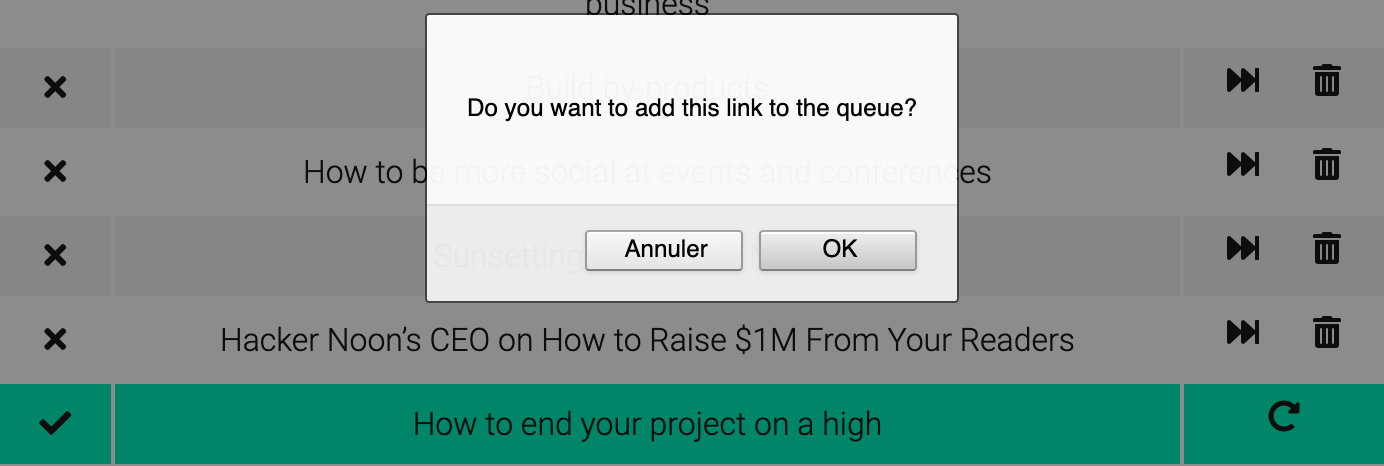 business
Build by-products
Do you want to add this link to the queue?
How to be more social at events and conferences
Sunsetting
Annuler
OK
Hacker Noon’s CEO on How to Raise $1M From Your Readers
How to end your project on a high